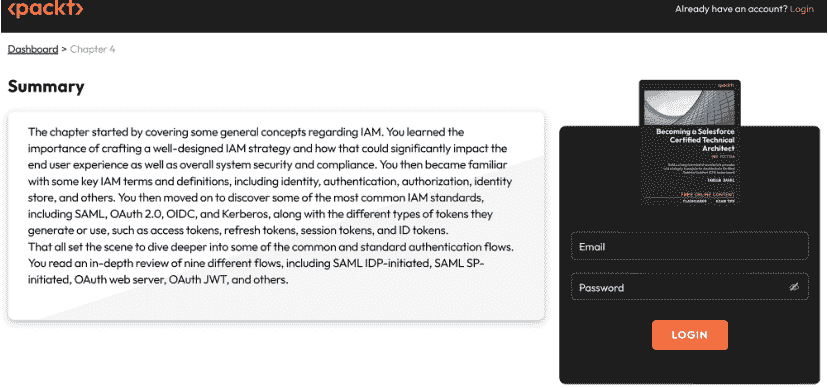 <packt>
Already have an account? Login
Dashboard > Chapter 4
Summary
The chapter started by covering some general concepts regarding IAM. You learned the
importance of crafting a well-designed IAM strategy and how that could significantly impact the
end user experience as well as overall system security and compliance. You then became familiar
with some key IAM terms and definitions, including identity, authentication, authorization, identity
store, and others. You then moved on to discover some of the most common IAM standards,
including SAML, OAuth 2.0, OIDC, and Kerberos, along with the different types of tokens they
generate or use, such as access tokens, refresh tokens, session tokens, and ID tokens.
That all set the scene to dive deeper into some of the common and standard authentication flows.
You read an in-depth review of nine different flows, including SAML IDP-initiated, SAML SP-
initiated, OAuth web server, OAuth JWT, and others.
<packt>
Becoming a Salesforce
Certified Technical
Architect
FREE ONLINE CONTENT
Email
Password
LOGIN